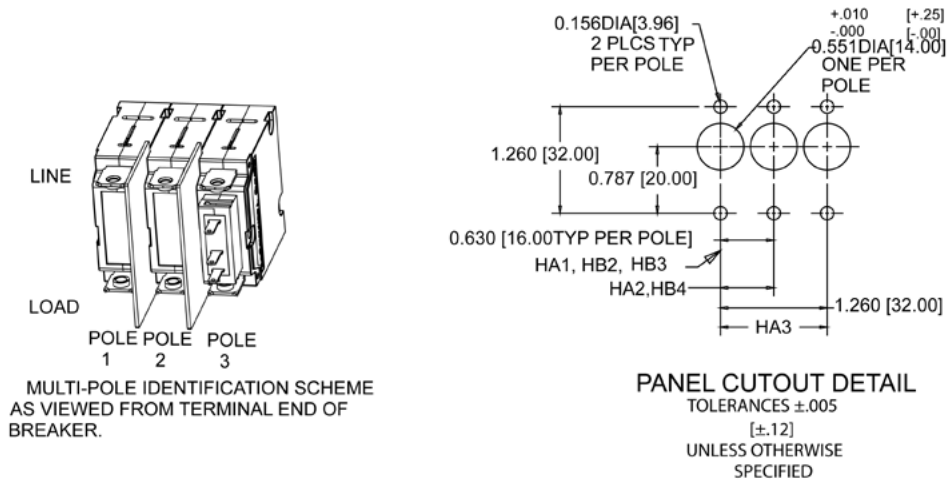 LINE
LOAD
POLE
1
POLE
2
POLE
3
MULTI-POLE IDENTIFICATION SCHEME
AS VIEWED FROM TERMINAL END OF
BREAKER.
0.156DIA[3.96]
2 PLCS TYP
PER POLE
+.010 [+.25]
-.000 [-.00]
0.551DIA[14.00]
ONE PER
POLE
1.260 [32.00]
0.787 [20.00]
0.630 [16.00TYP PER POLE]
HA1, HB2, HB3
HA2,HB4
1.260 [32.00]
HA3
PANEL CUTOUT DETAIL
TOLERANCES ±.005
[±.12]
UNLESS OTHERWISE
SPECIFIED